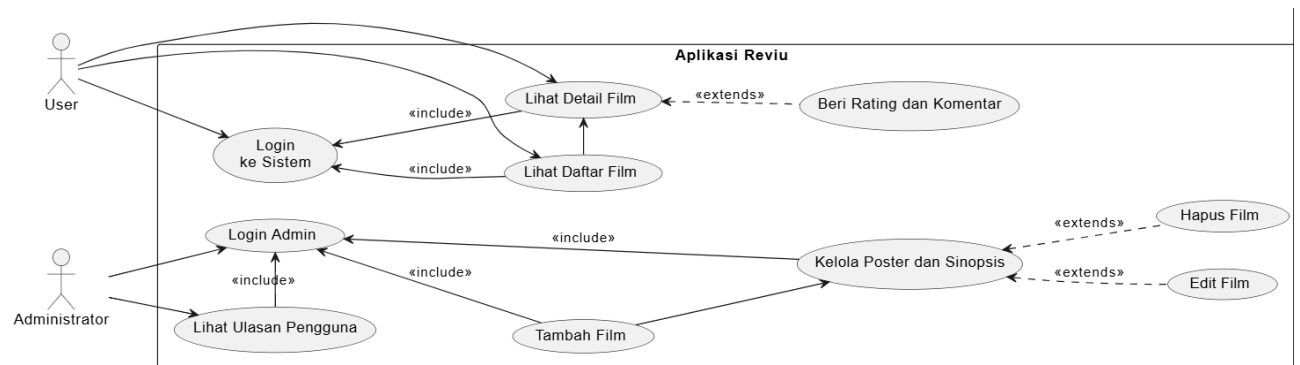 Aplikasi Reviu
User
Lihat Detail Film
«extends»
Beri Rating dan Komentar
«include»
Login
ke Sistem
«include»
Lihat Daftar Film
Login Admin
«include»
«extends»
Hapus Film
Kelola Poster dan Sinopsis
«include»
«include»
«extends»
Edit Film
Administrator
Lihat Ulasan Pengguna
Tambah Film